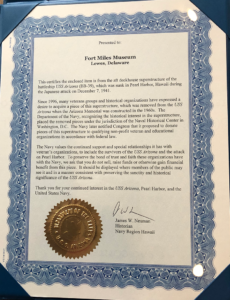 Presented to
Fort Miles Museum
Lewes, Delaware
This certifies the enclosed item is from the aft deckhouse superstructure of the
battleship USS Arizona (BB-39), which was sunk in Pearl Harbor, Hawaii during
the Japanese attack on December 7, 1941.
Since 1996, many veterans groups and historical organizations have expressed a
desire to acquire a piece of this superstructure, which was removed from the USS
Arizona when the Arizona Memorial was constructed in the 1960s. The
Department of the Navy, recognizing the historical interest in the superstructure,
placed the removed pieces under the jurisdiction of the Naval Historical Center in
Washington, D.C. The Navy later notified Congress that it proposed to donate
pieces of this superstructure to qualifying non-profit veterans and educational
organizations in accordance with federal law.
The Navy values the continued support and special relationships it has with
veteran's organizations, to include the survivors of the USS Arizona and the attack
on Pearl Harbor. To preserve the bond of trust and faith these organizations have
with the Navy, we ask that you do not sell, raise funds or otherwise gain financial
benefit from this piece. It should be displayed where members of the public may
see it and in a manner consistent with preserving the sanctity and historical
significance of the USS Arizona.
Thank you for your continued interest in the USS Arizona, Pearl Harbor, and the
United States Navy.
James W. Neuman
Historian
Navy Region Hawaii